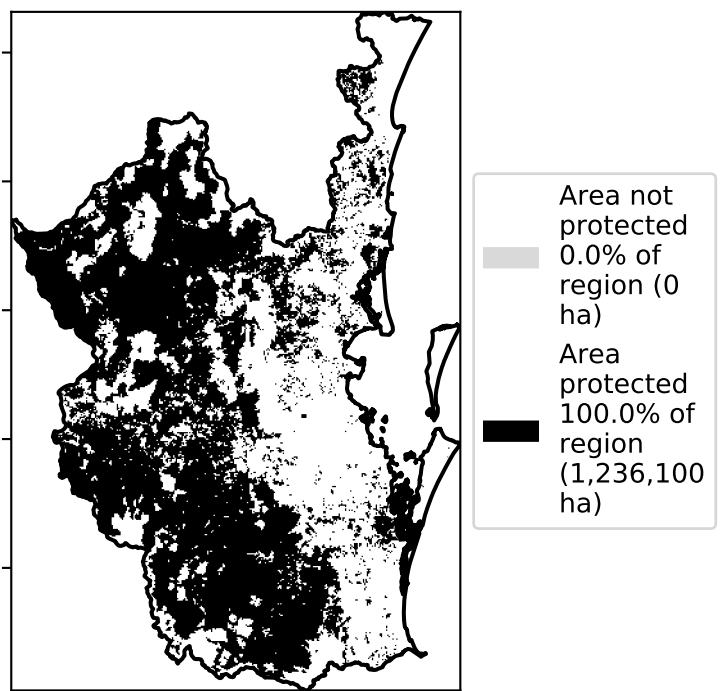 Area not
protected
0.0% of
region (0
ha)
Area
protected
100.0% of
region
(1,236,100
ha)